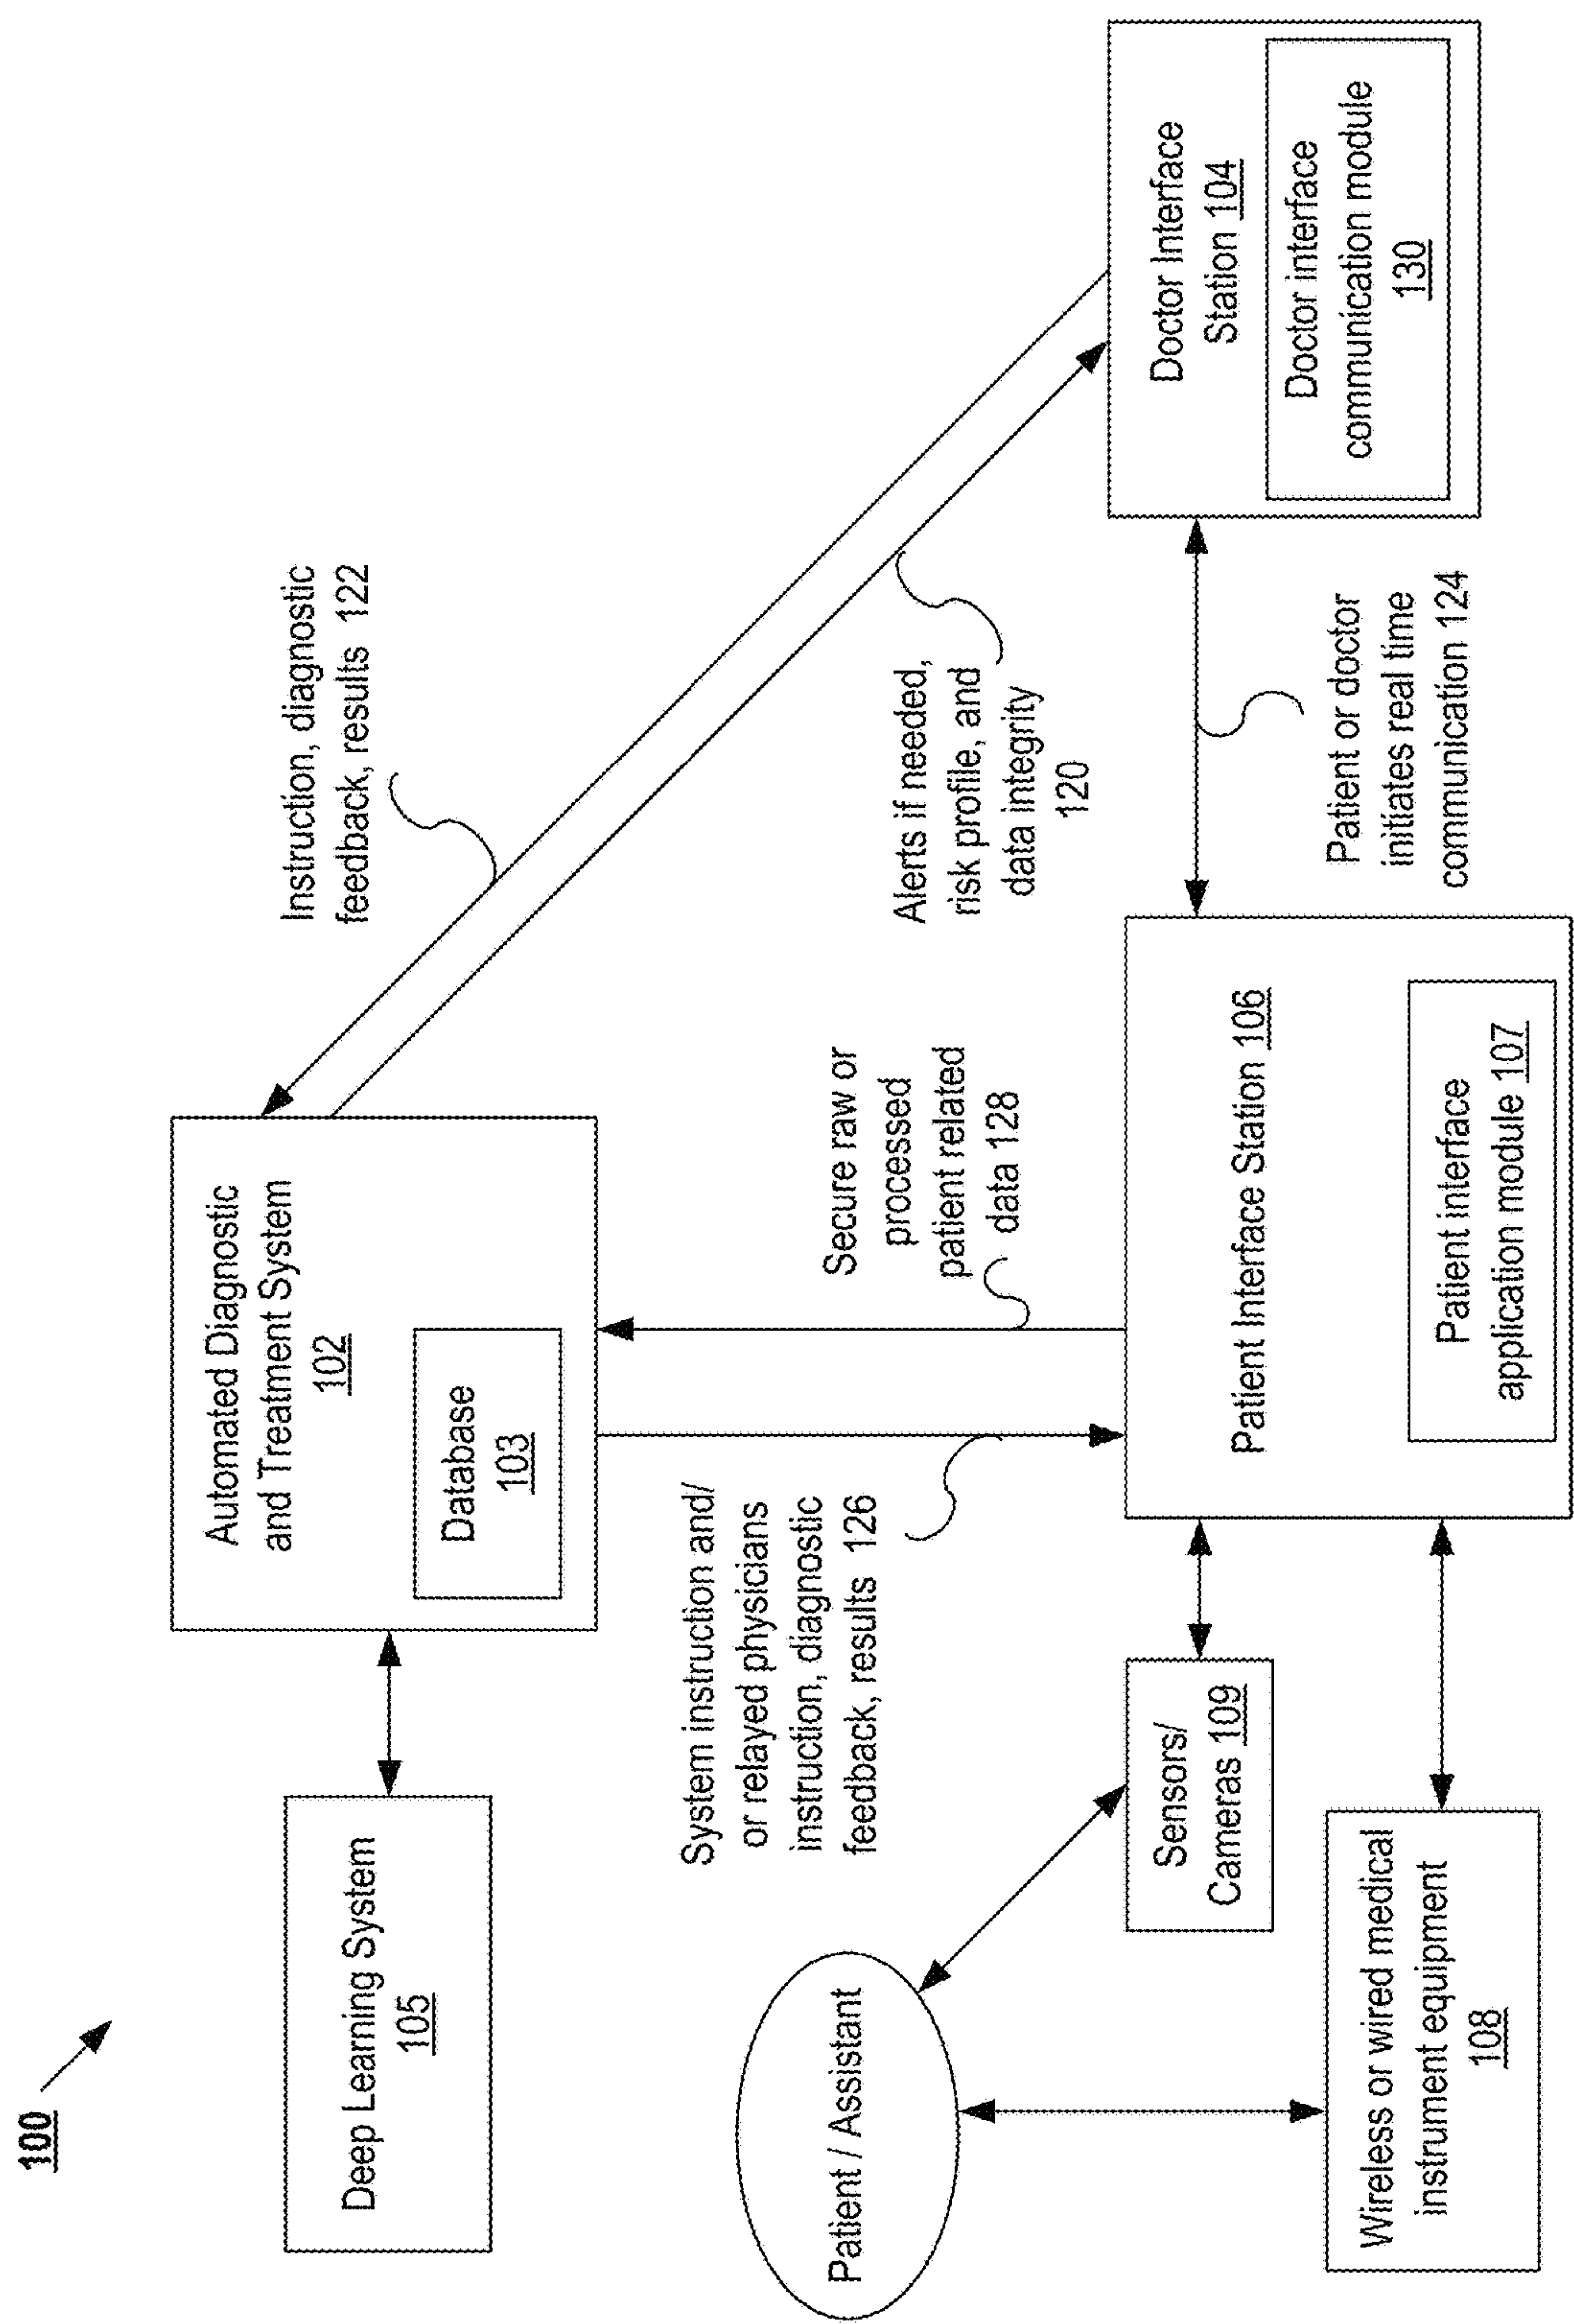 100
Deep Learning System
105
Automated Diagnostic
and Treatment System
102
Database
103
Instruction, diagnostic
feedback, results 122
Alerts if needed,
risk profile, and
data integrity
120
System instruction and/
or relayed physicians
instruction, diagnostic
feedback, results 126
Secure raw or
processed
patient related
data 128
Patient / Assistant
Sensors/
Cameras 109
Wireless or wired medical
instrument equipment
108
Patient Interface Station 106
Patient interface
application module 107
Patient or doctor
initiates real time
communication 124
Doctor Interface
Station 104
Doctor interface
communication module
130